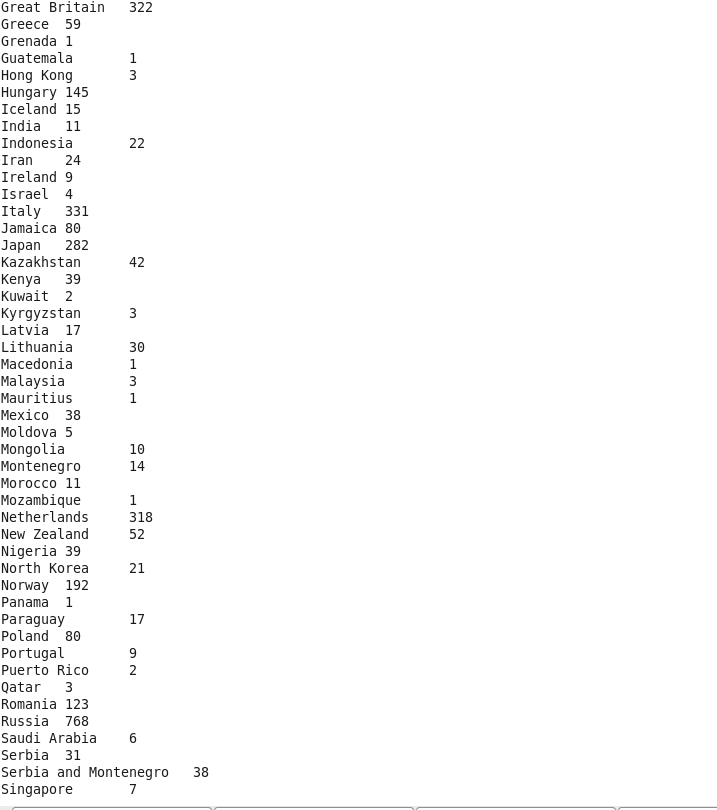 Great Britain 322
Greece 59
Grenada 1
Guatemala 1
Hong Kong 3
Hungary 145
Iceland 15
India 11
Indonesia 22
Iran 24
Ireland 9
Israel 4
Italy 331
Jamaica 80
Japan 282
Kazakhstan 42
Kenya 39
Kuwait 2
Kyrgyzstan 3
Latvia 17
Lithuania 30
Macedonia 1
Malaysia 3
Mauritius 1
Mexico 38
Moldova 5
Mongolia 10
Montenegro 14
Morocco 11
Mozambique 1
Netherlands 318
New Zealand 52
Nigeria 39
North Korea 21
Norway 192
Panama 1
Paraguay 17
Poland 80
Portugal 9
Puerto Rico 2
Qatar 3
Romania 123
Russia 768
Saudi Arabia 6
Serbia 31
Serbia and Montenegro 38
Singapore 7